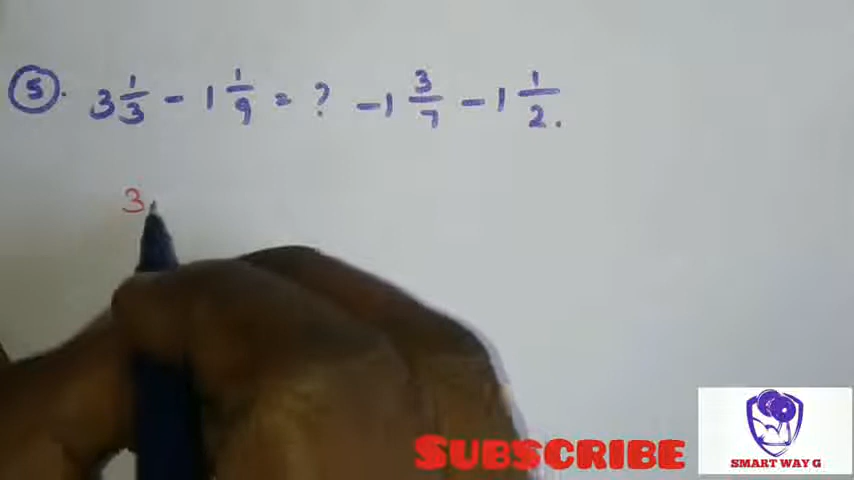 5. 3 1/3 - 1 1/9 = ? - 1 3/7 - 1 1/2.
3
SUBSCRIBE
SMART WAY G